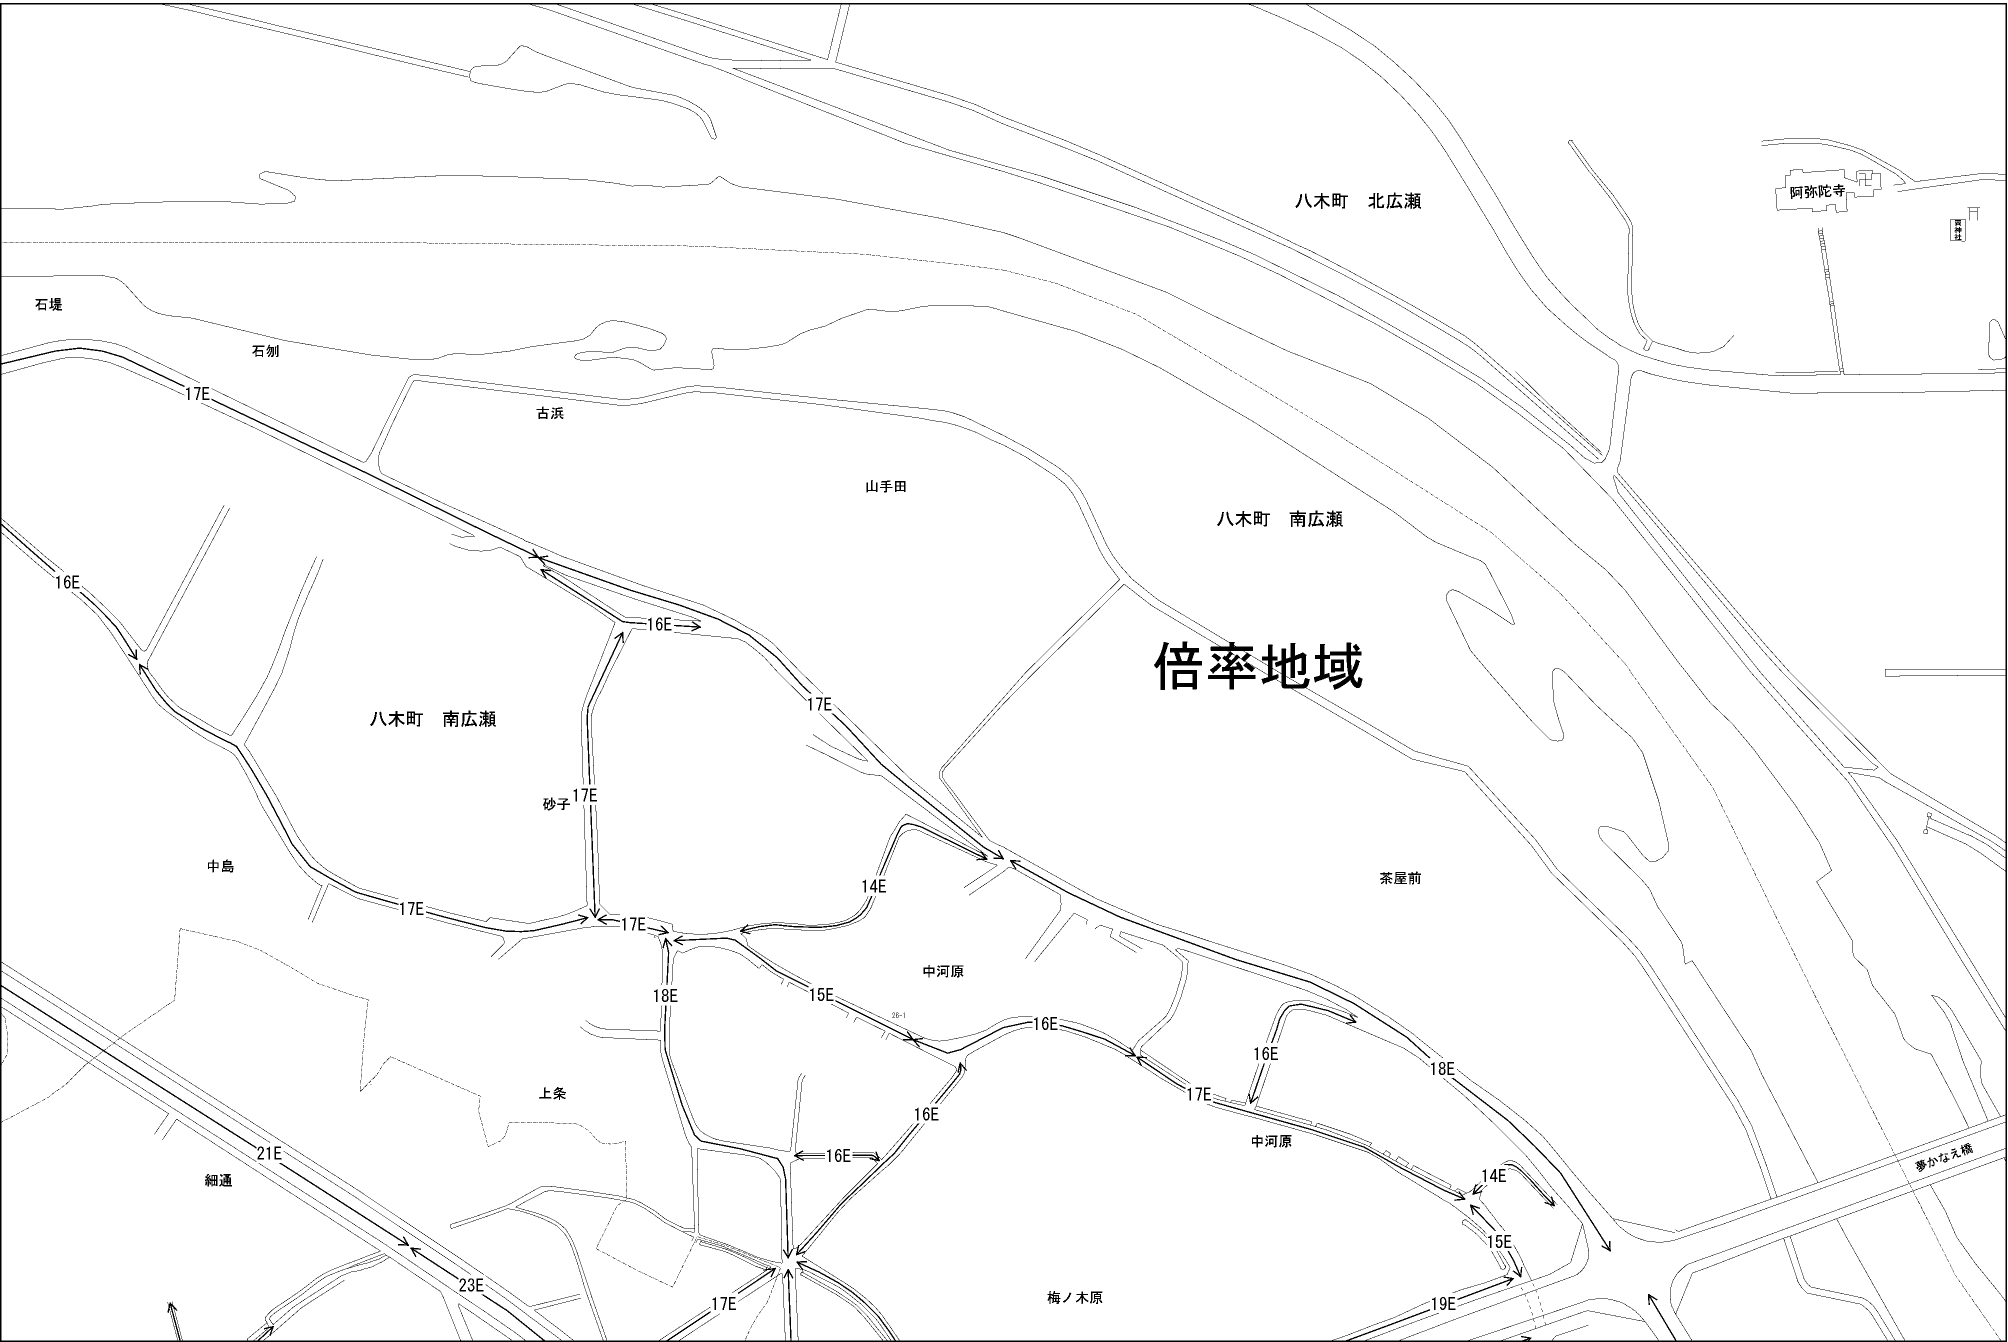 八木町　北広瀬
阿弥陀寺
石堤
石刎
17E
古浜
山手田
八木町　南広瀬
16E
16E
倍率地域
17E
八木町　南広瀬
17E
砂子
中島
14E
茶屋前
17E
17E
中河原
18E
15E
26-1
16E
16E
18E
上条
17E
16E
中河原
21E
16E
夢かなえ橋
細通
14E
15E
23E
17E
梅ノ木原
19E